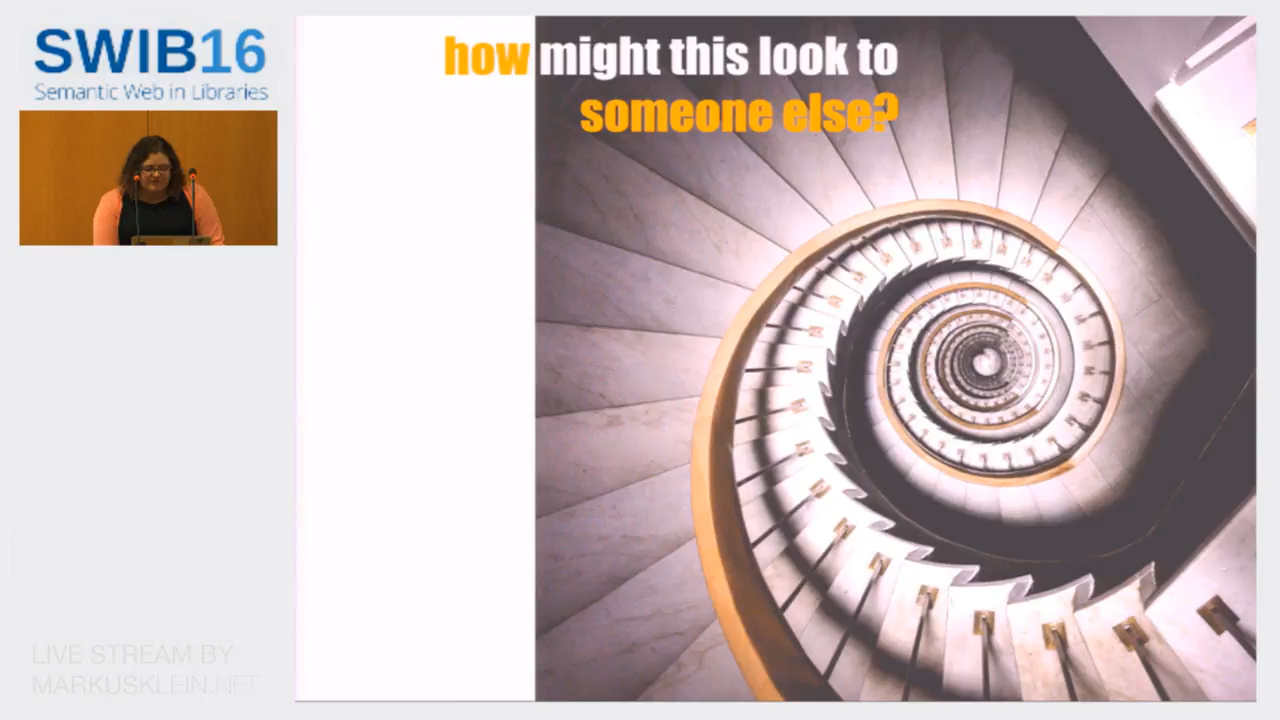 SWIB16
Semantic Web in Libraries
how might this look to
someone else?
LIVE STREAM BY
MARKUSKLEIN.NET